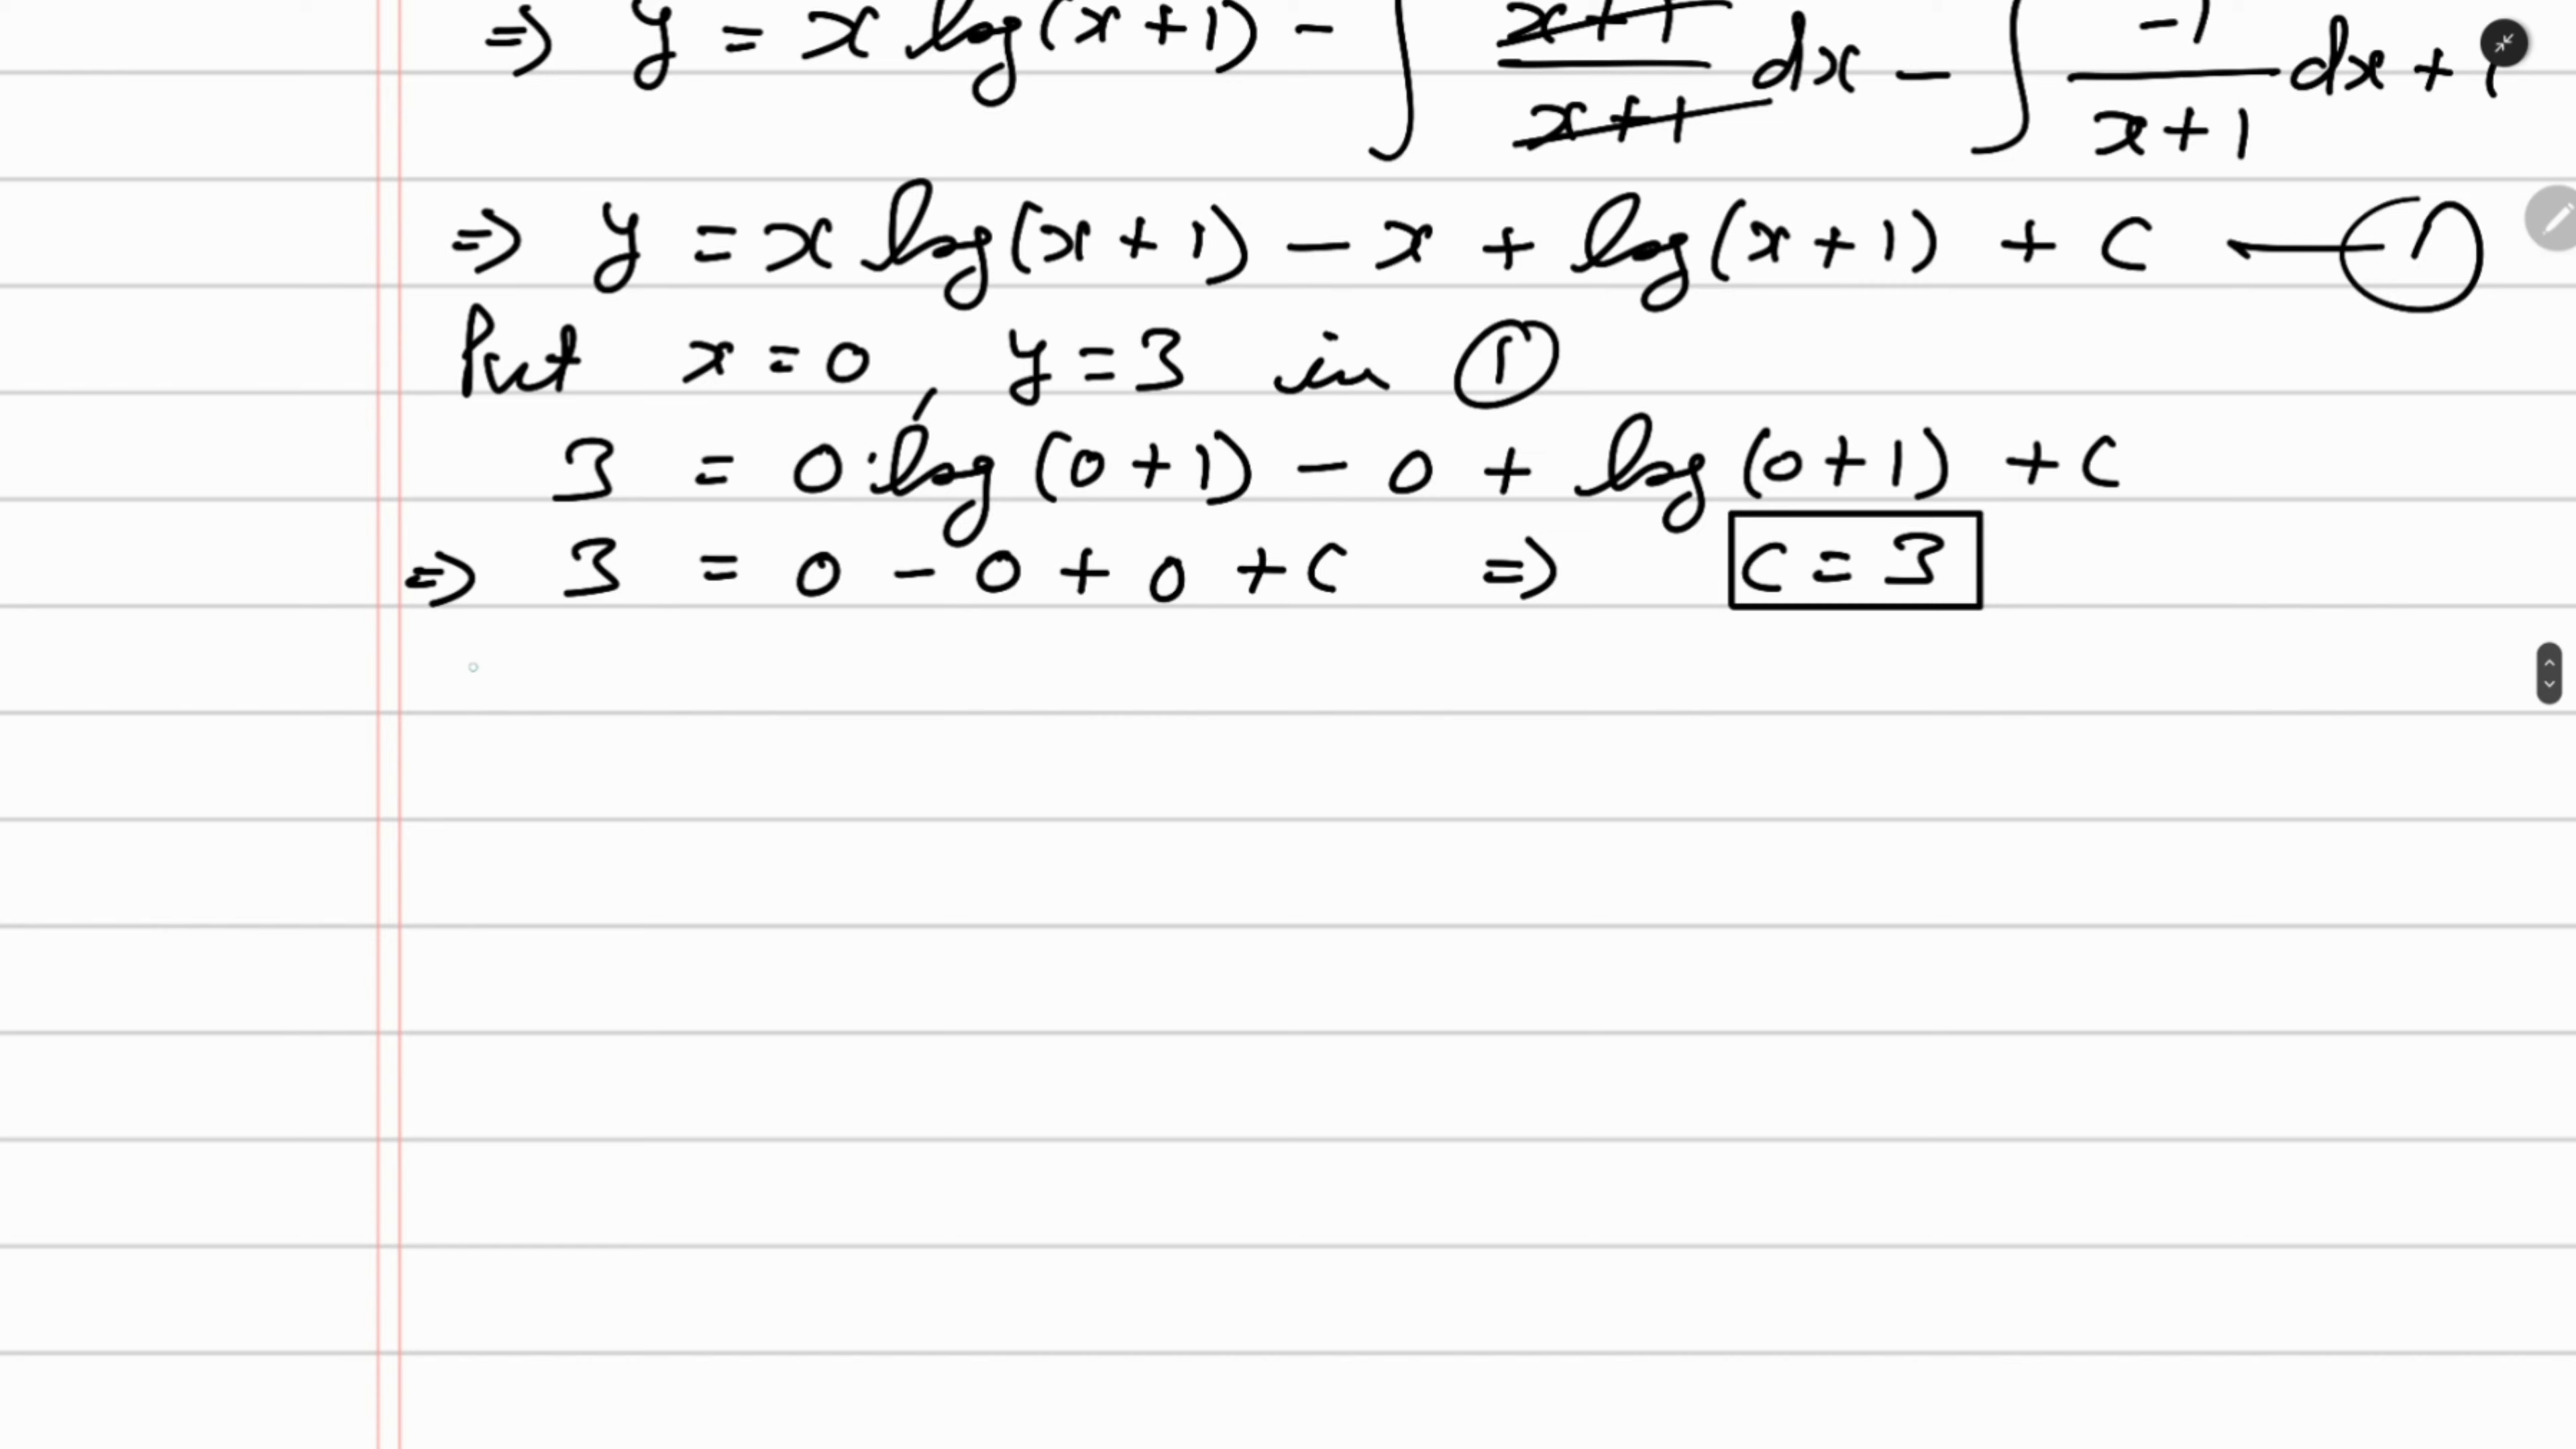 ⇒ y = x log(x+1) - ∫ x+1/x+1 dx - ∫ -1/x+1 dx +
⇒ y = x log(x+1) - x + log(x+1) + C ← ①
Put x = 0, y = 3 in ①
3 = 0·log(0+1) - 0 + log(0+1) + C
⇒ 3 = 0 - 0 + 0 + C ⇒ C = 3